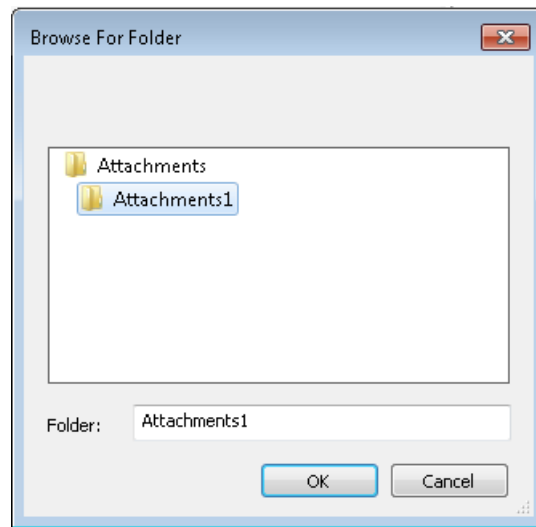 Browse For Folder
Attachments
Attachments1
Folder: Attachments1
OK Cancel